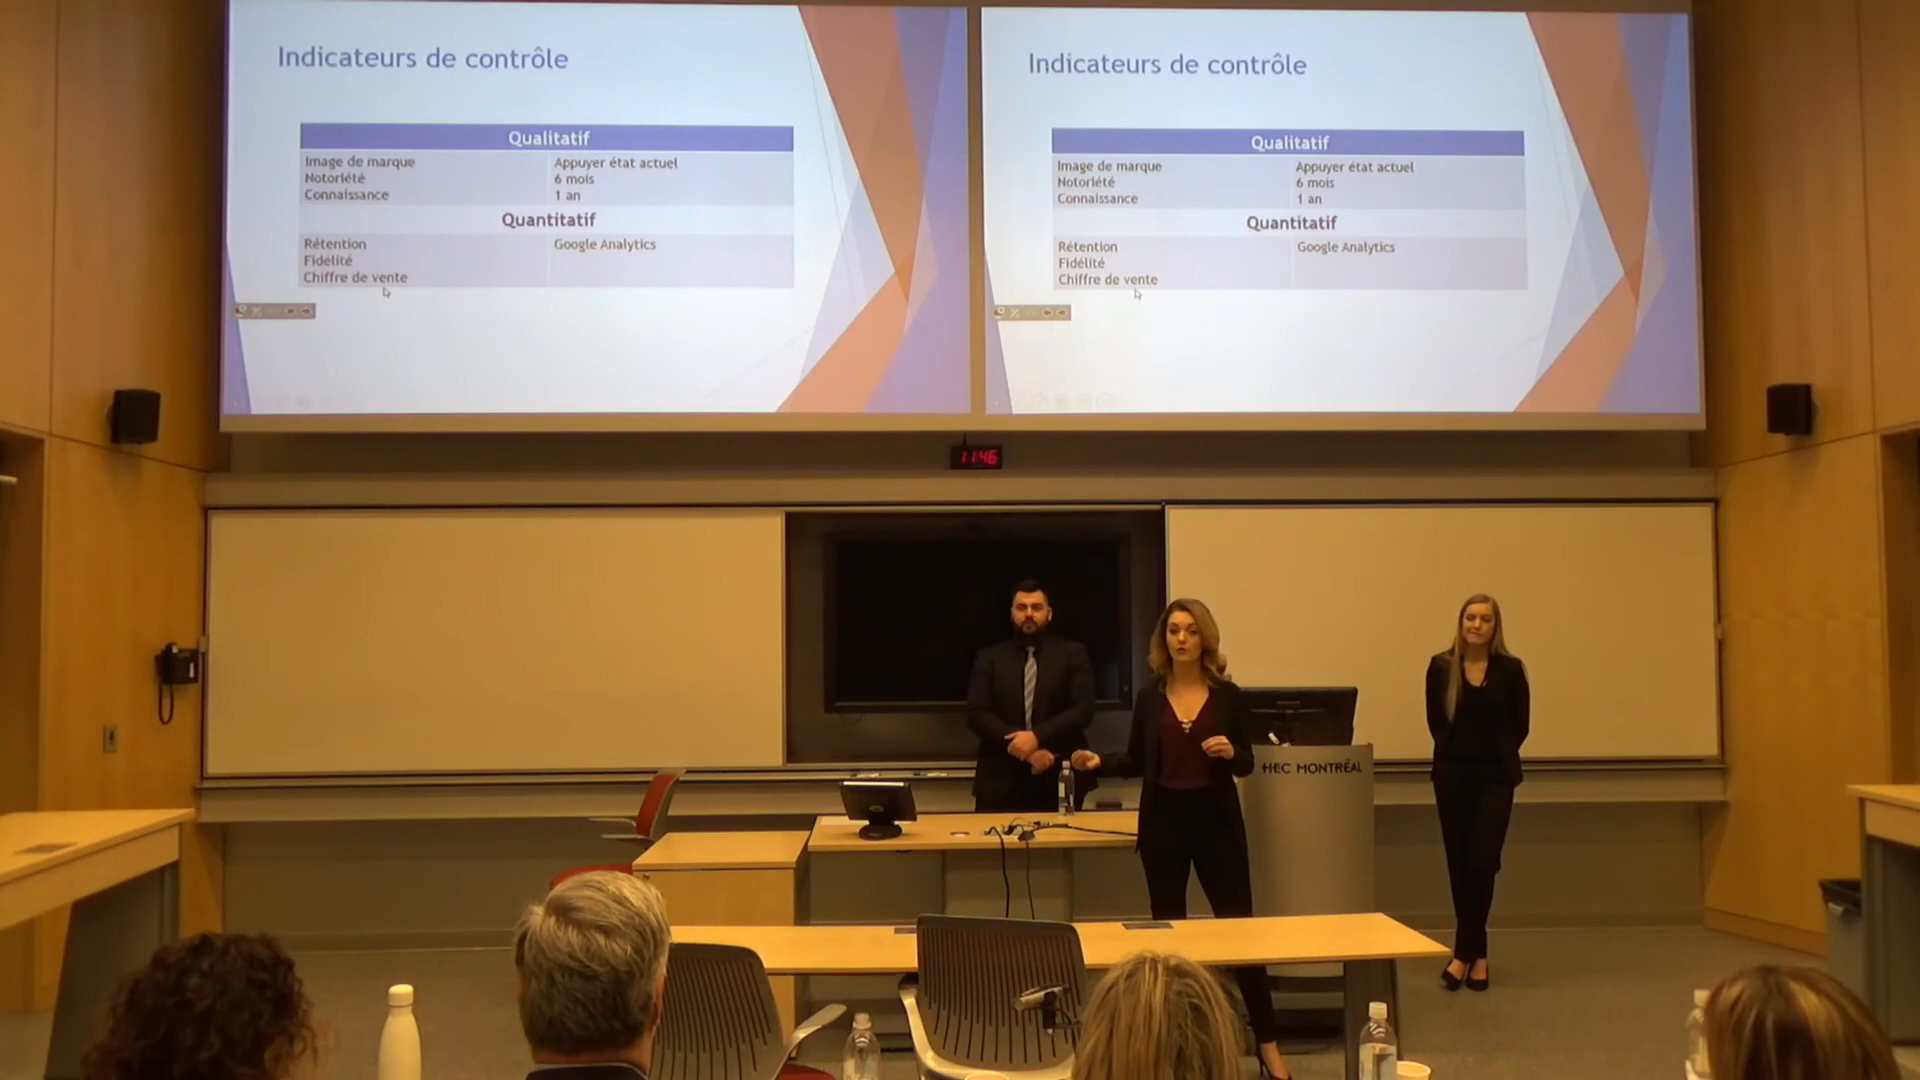 Indicateurs de contrôle
Qualitatif
Image de marque Appuyer état actuel
Notoriété 6 mois
Connaissance 1 an
Quantitatif
Rétention Google Analytics
Fidélité
Chiffre de vente
Indicateurs de contrôle
Qualitatif
Image de marque Appuyer état actuel
Notoriété 6 mois
Connaissance 1 an
Quantitatif
Rétention Google Analytics
Fidélité
Chiffre de vente
11:46
HEC MONTRÉAL